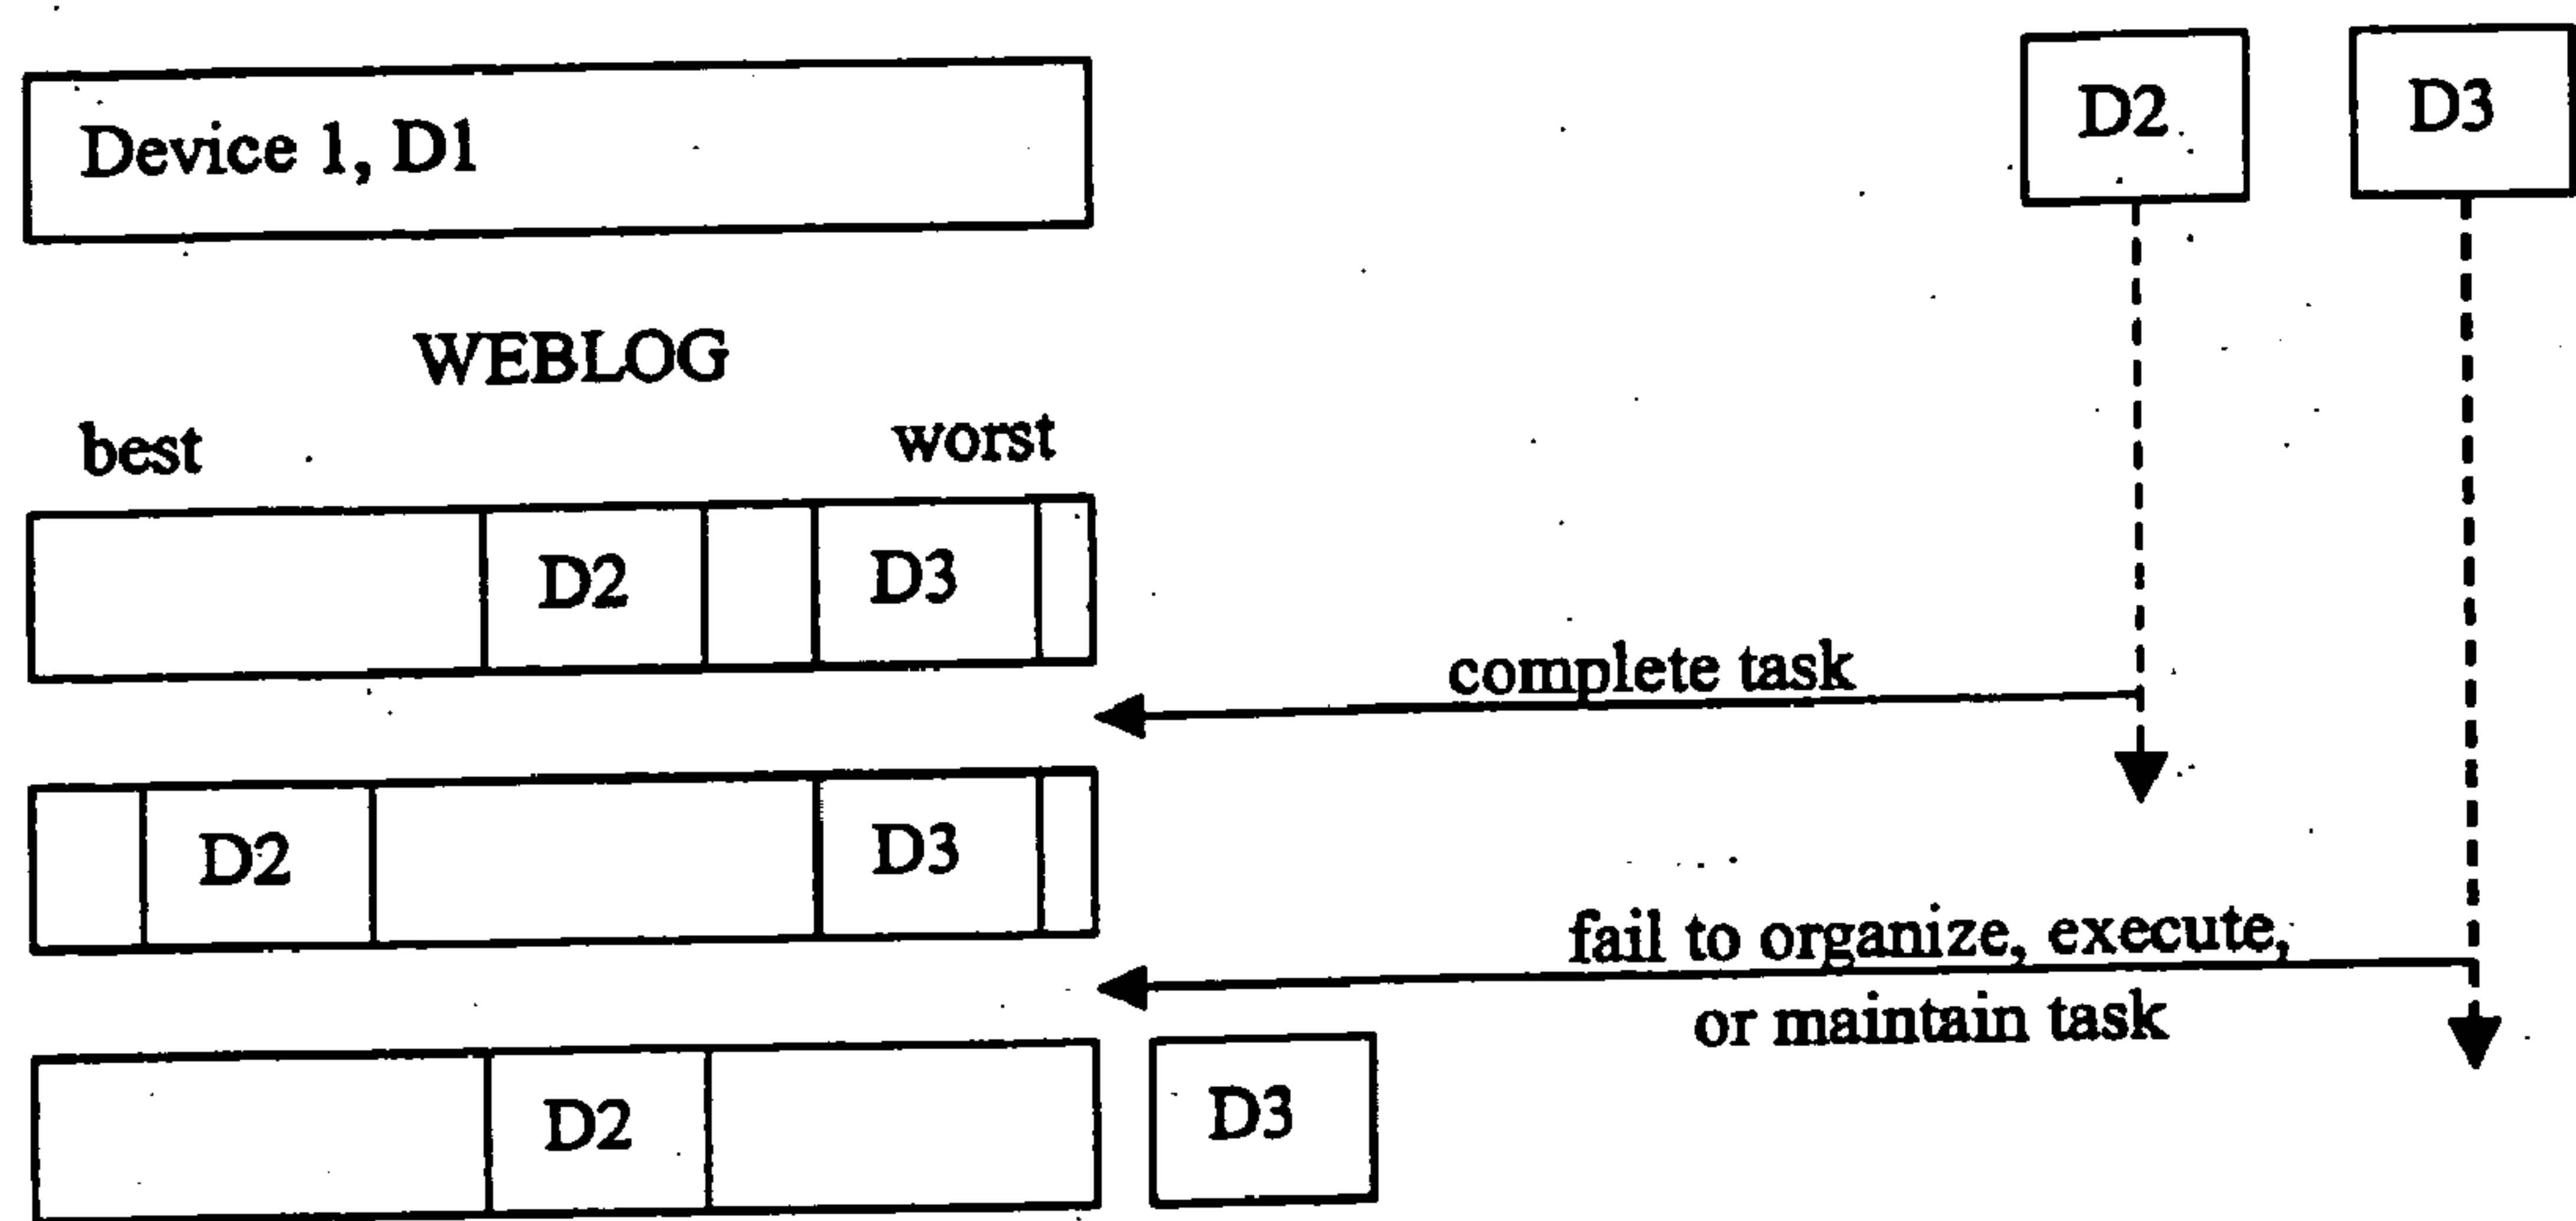 Device 1, D1
D2
D3
WEBLOG
best
worst
D2
D3
complete task
D2
D3
fail to organize, execute,
or maintain task
D2
D3